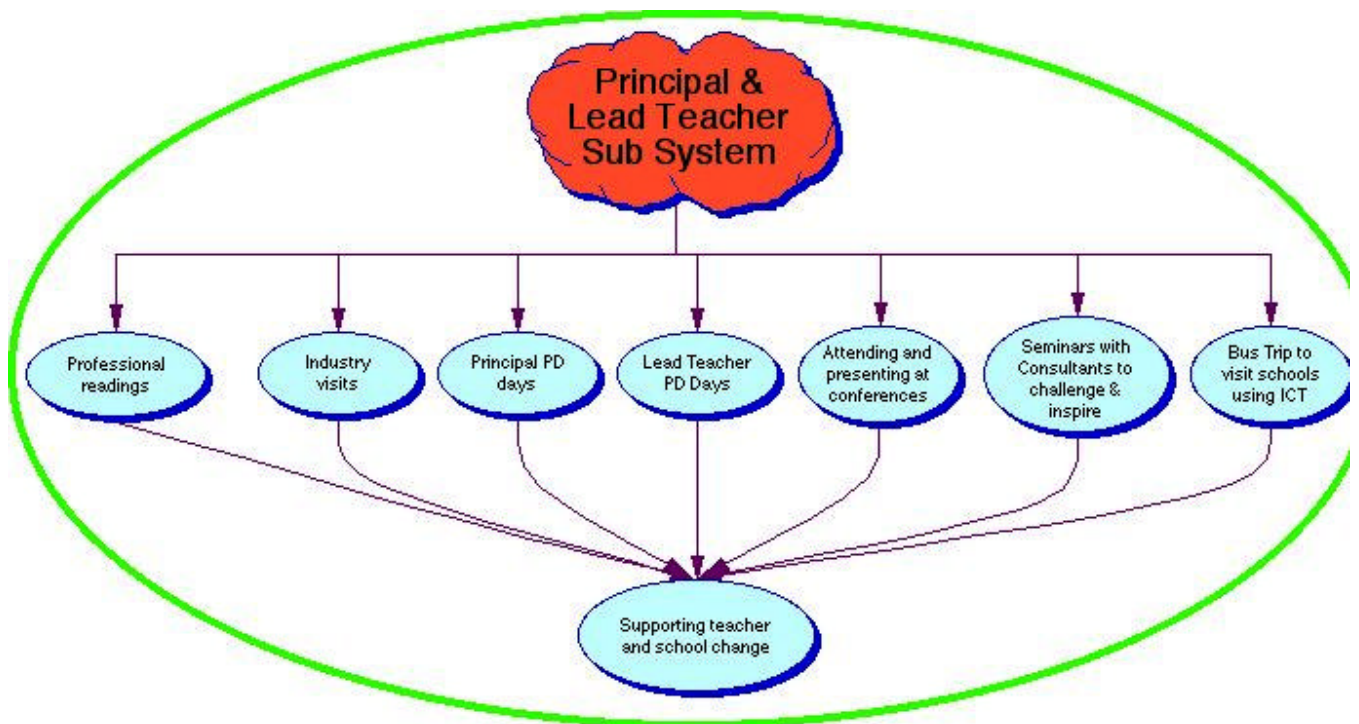 Principal &
Lead Teacher
Sub System
Professional
readings
Industry
visits
Principal PD
days
Lead Teacher
PD Days
Attending and
presenting at
conferences
Seminars with
Consultants to
challenge &
inspire
Bus Trip to
visit schools
using ICT
Supporting teacher
and school change